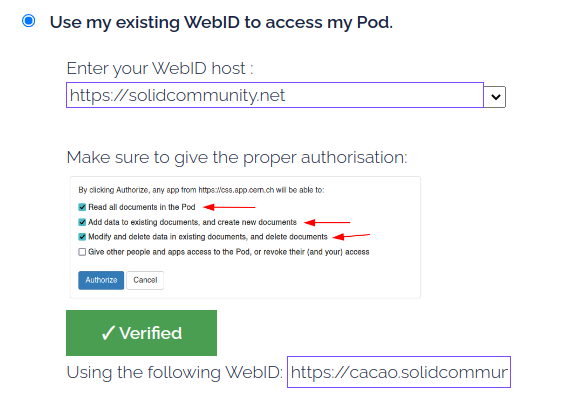 Use my existing WebID to access my Pod.
Enter your WebID host :
https://solidcommunity.net
Make sure to give the proper authorisation:
By clicking Authorize, any app from https://css.app.cern.ch will be able to:
Read all documents in the Pod
Add data to existing documents, and create new documents
Modify and delete data in existing documents, and delete documents
Give other people and apps access to the Pod, or revoke their (and your) access
Authorize Cancel
✓Verified
Using the following WebID: https://cacao.solidcommur